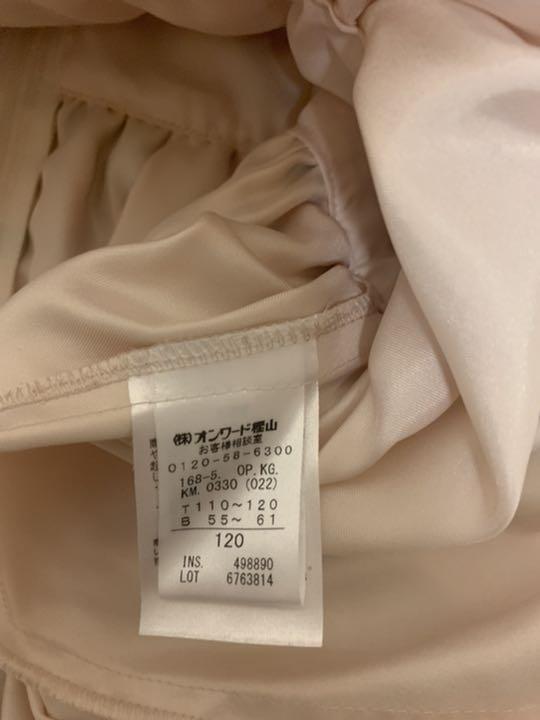 (株)オンワード樫山
お客様相談室
0120-58-6300
168-5. OP.KG.
KM. 0330 (022)
T 110～120
B 55～ 61
120
INS. 498890
LOT 6763814